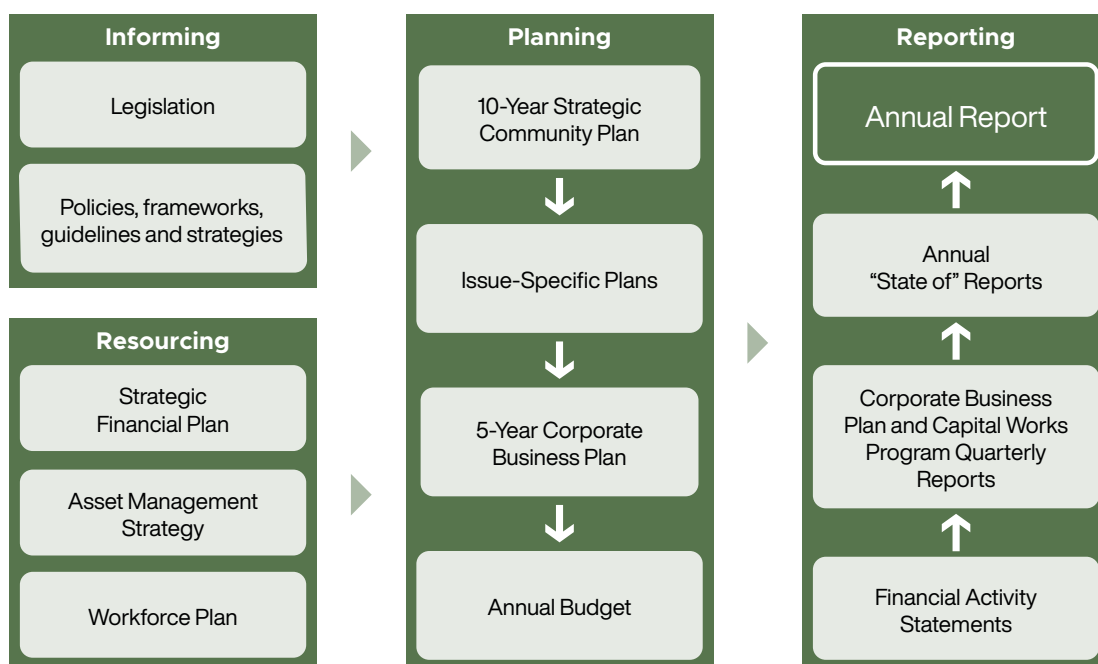 Informing
Legislation
Policies, frameworks,
guidelines and strategies
Resourcing
Strategic
Financial Plan
Asset Management
Strategy
Workforce Plan
Planning
10-Year Strategic
Community Plan
Issue-Specific Plans
5-Year Corporate
Business Plan
Annual Budget
Reporting
Annual Report
Annual
“State of” Reports
Corporate Business
Plan and Capital Works
Program Quarterly
Reports
Financial Activity
Statements